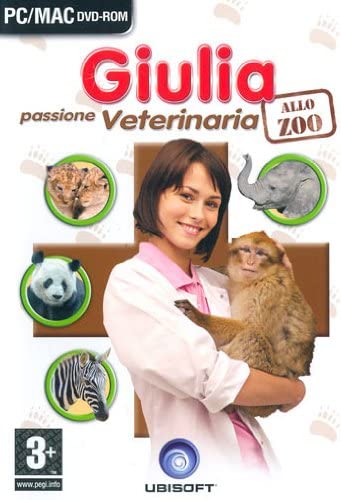 PC/MAC DVD-ROM
Giulia
passione Veterinaria
ALLO
ZOO
3+
www.pegi.info
UBISOFT